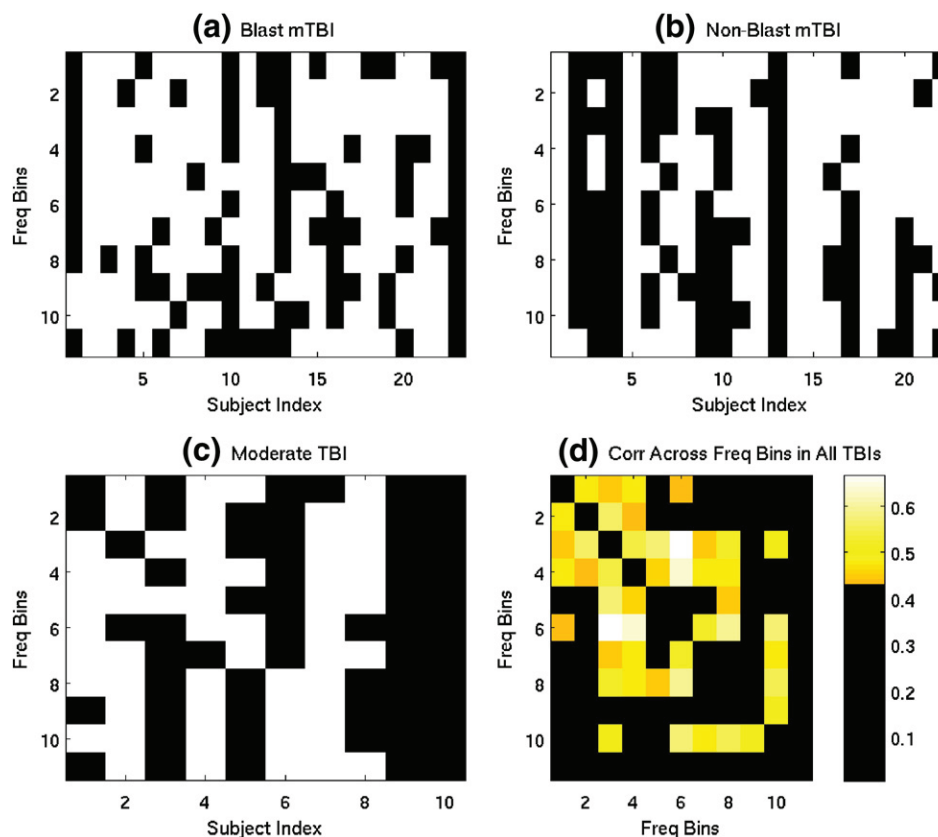 (a) Blast mTBI
Freq Bins
2
4
6
8
10
5 10 15 20
Subject Index
(b) Non-Blast mTBI
Freq Bins
2
4
6
8
10
5 10 15 20
Subject Index
(c) Moderate TBI
Freq Bins
2
4
6
8
10
2 4 6 8 10
Subject Index
(d) Corr Across Freq Bins in All TBIs
Freq Bins
2
4
6
8
10
2 4 6 8 10
Freq Bins
0.6
0.5
0.4
0.3
0.2
0.1